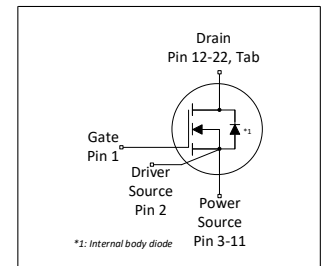 Drain
Pin 12-22, Tab
*1
Gate
Pin 1
Driver
Source
Pin 2
Power
Source
Pin 3-11
*1: Internal body diode